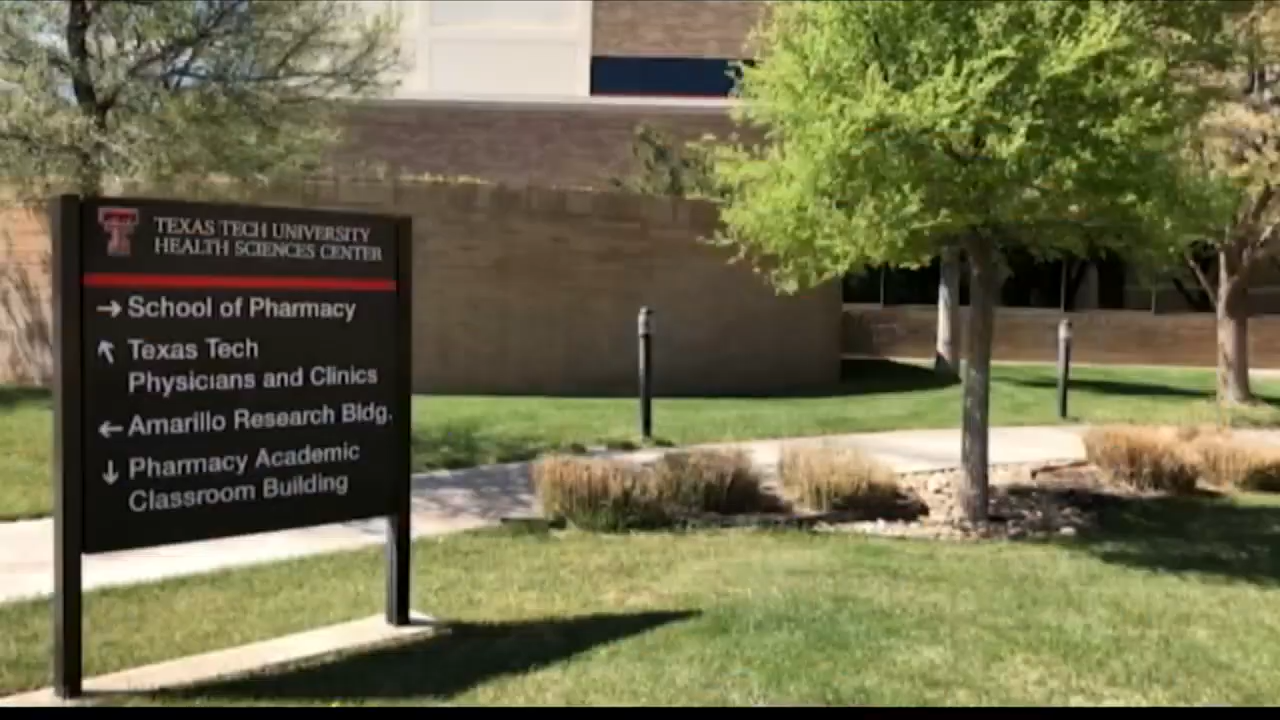 TEXAS TECH UNIVERSITY
HEALTH SCIENCES CENTER
→ School of Pharmacy
↖ Texas Tech
Physicians and Clinics
← Amarillo Research Bldg.
↓ Pharmacy Academic
Classroom Building